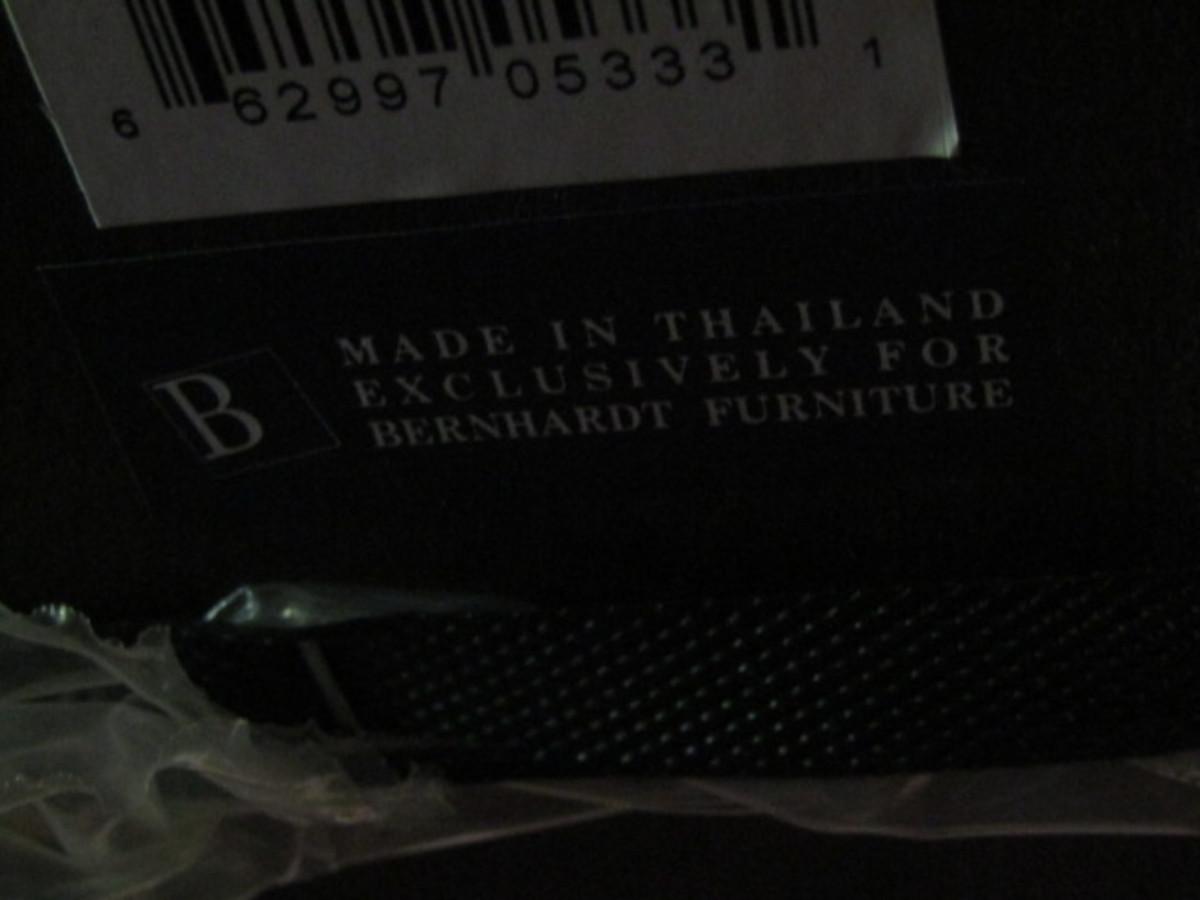 6 62997 05333 1
B
MADE IN THAILAND
EXCLUSIVELY FOR
BERNHARDT FURNITURE